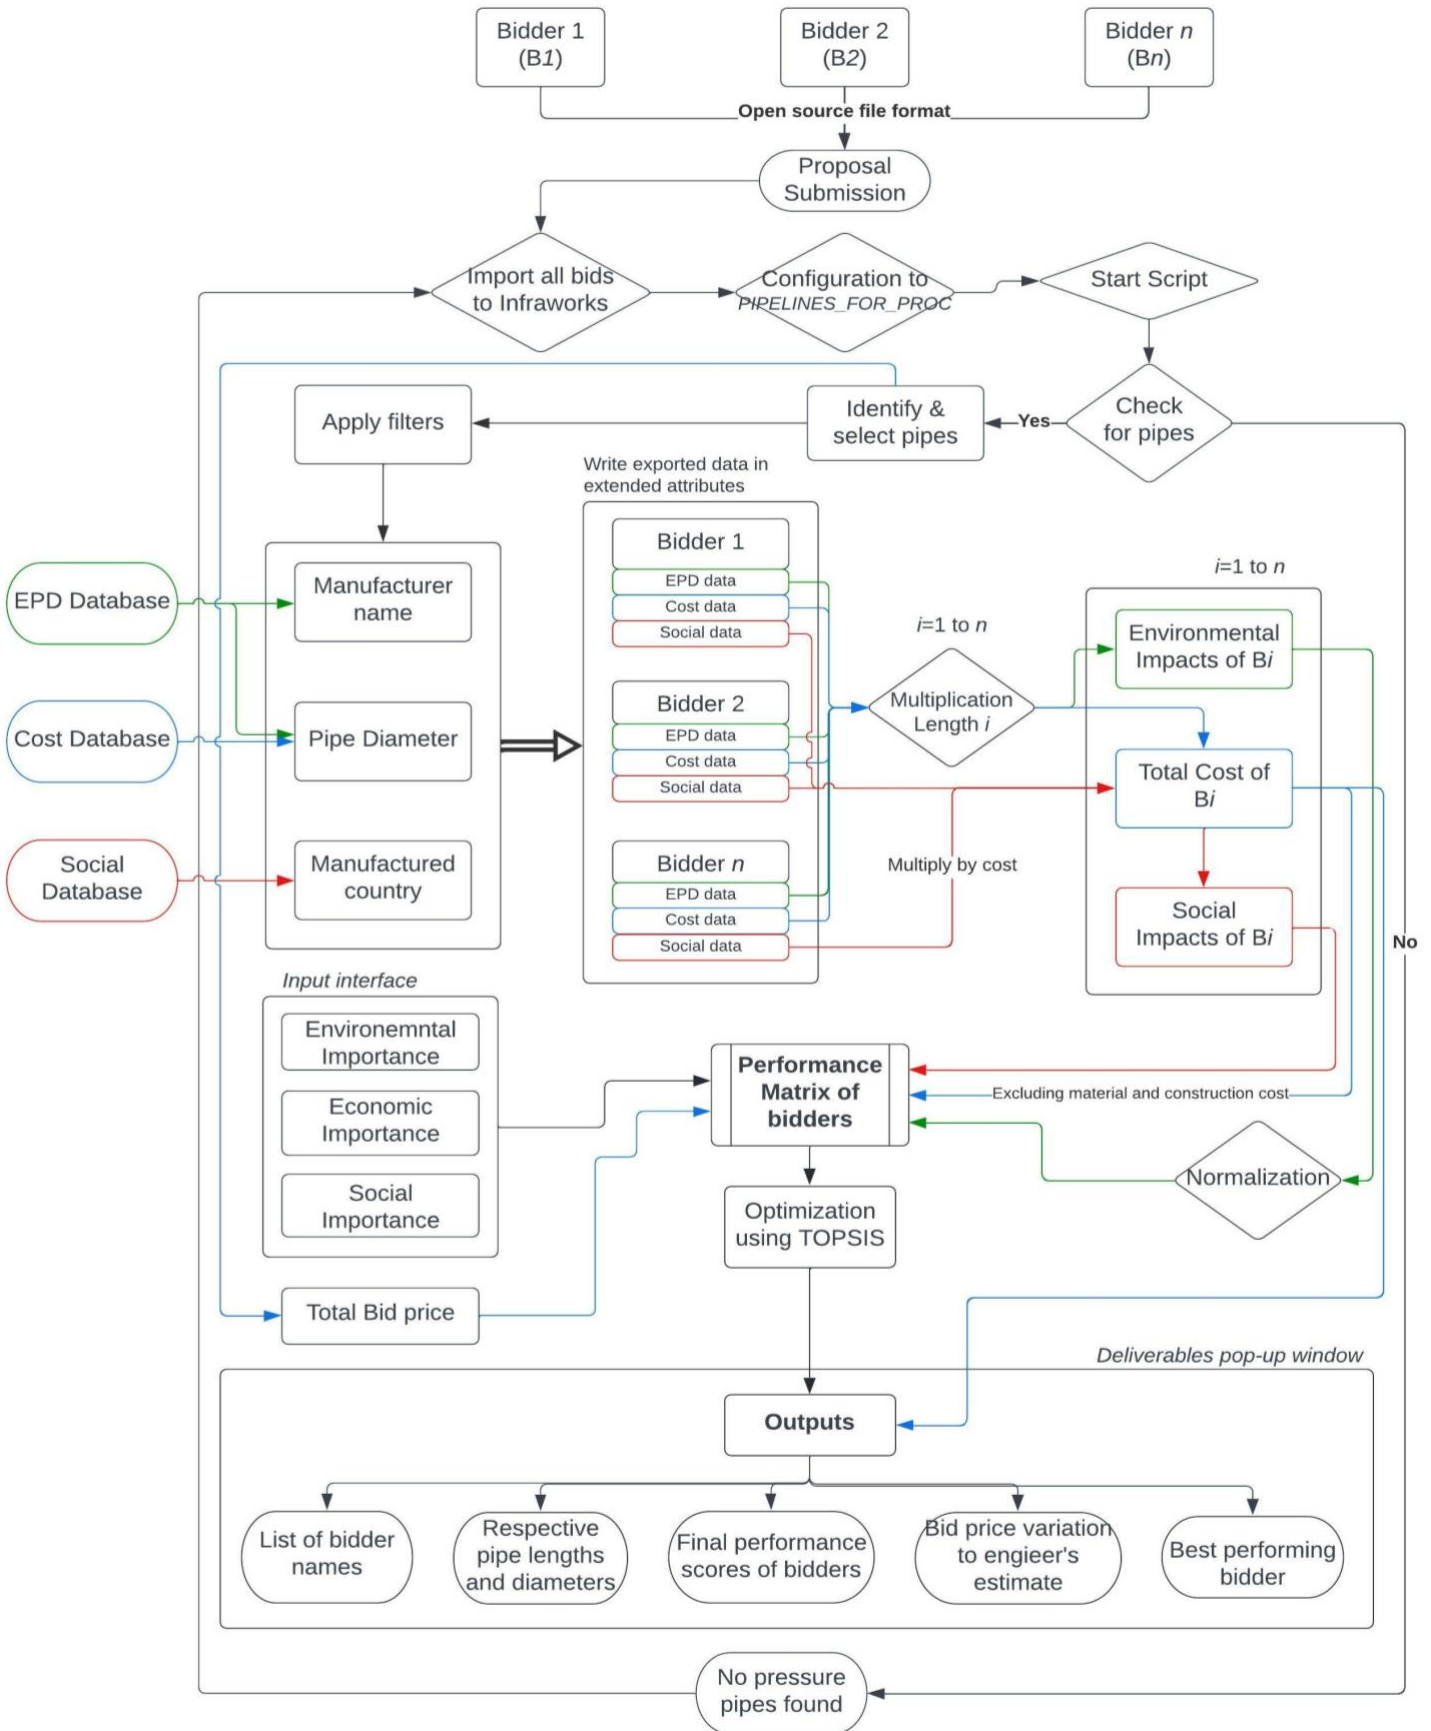 Bidder 1
(B1)
Bidder 2
(B2)
Bidder n
(Bn)
Open source file format
Proposal
Submission
Import all bids
to Infraworks
Configuration to
PIPELINES_FOR_PROC
Start Script
Check
for pipes
Yes
Identify &
select pipes
Apply filters
Write exported data in
extended attributes
EPD Database
Cost Database
Social
Database
Manufacturer
name
Pipe Diameter
Manufactured
country
Bidder 1
EPD data
Cost data
Social data
Bidder 2
EPD data
Cost data
Social data
Bidder n
EPD data
Cost data
Social data
i=1 to n
Multiplication
Length i
Multiply by cost
i=1 to n
Environmental
Impacts of Bi
Total Cost of
Bi
Social
Impacts of Bi
No
Input interface
Environemntal
Importance
Economic
Importance
Social
Importance
Total Bid price
Performance
Matrix of
bidders
Excluding material and construction cost
Normalization
Optimization
using TOPSIS
Deliverables pop-up window
Outputs
List of bidder
names
Respective
pipe lengths
and diameters
Final performance
scores of bidders
Bid price variation
to engieer's
estimate
Best performing
bidder
No pressure
pipes found